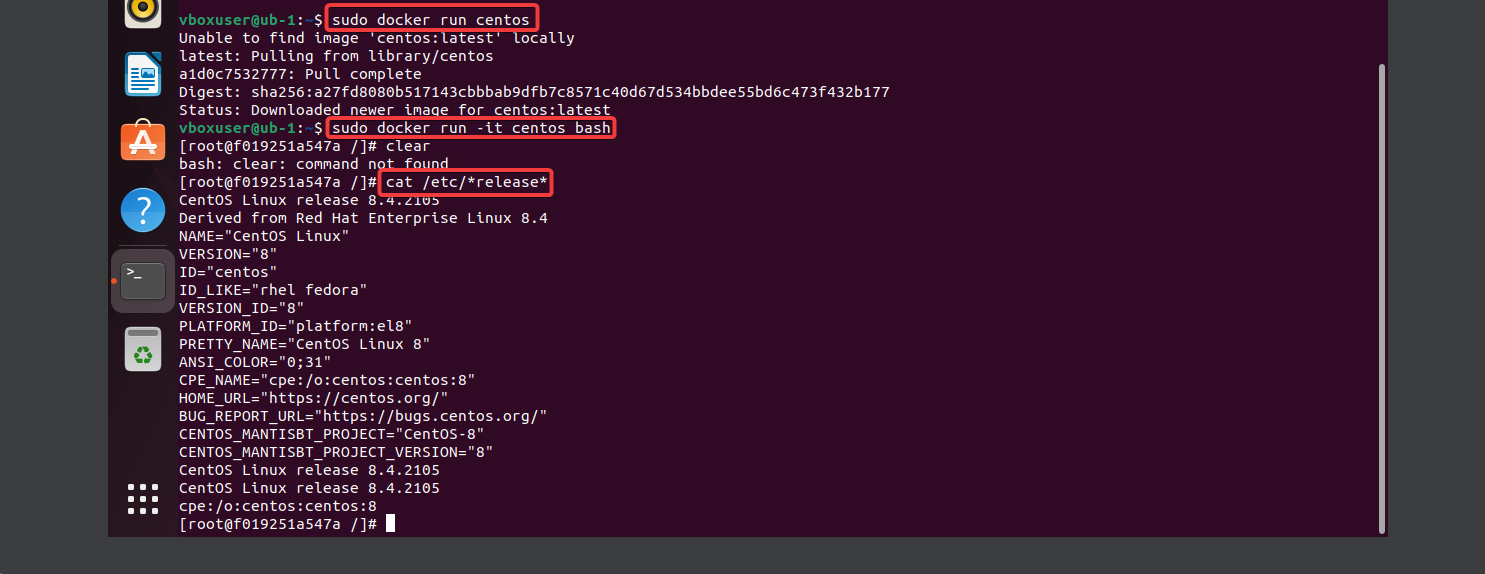 vboxuser@ub-1:~$ sudo docker run centos
Unable to find image 'centos:latest' locally
latest: Pulling from library/centos
a1d0c7532777: Pull complete
Digest: sha256:a27fd8080b517143cbbbab9dfb7c8571c40d67d534bbdee55bd6c473f432b177
Status: Downloaded newer image for centos:latest
vboxuser@ub-1:~$ sudo docker run -it centos bash
[root@f019251a547a /]# clear
bash: clear: command not found
[root@f019251a547a /]# cat /etc/*release*
CentOS Linux release 8.4.2105
Derived from Red Hat Enterprise Linux 8.4
NAME="CentOS Linux"
VERSION="8"
ID="centos"
ID_LIKE="rhel fedora"
VERSION_ID="8"
PLATFORM_ID="platform:el8"
PRETTY_NAME="CentOS Linux 8"
ANSI_COLOR="0;31"
CPE_NAME="cpe:/o:centos:centos:8"
HOME_URL="https://centos.org/"
BUG_REPORT_URL="https://bugs.centos.org/"
CENTOS_MANTISBT_PROJECT="CentOS-8"
CENTOS_MANTISBT_PROJECT_VERSION="8"
CentOS Linux release 8.4.2105
CentOS Linux release 8.4.2105
cpe:/o:centos:centos:8
[root@f019251a547a /]#